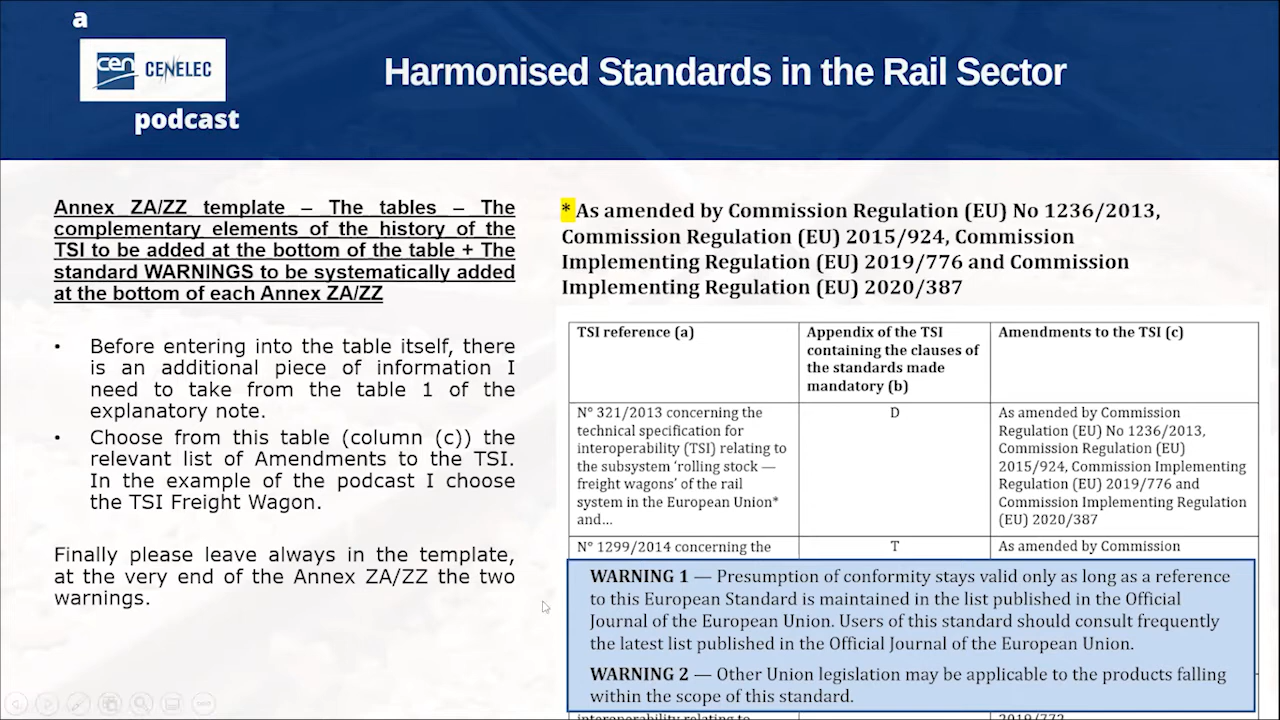 a
cen CENELEC
podcast
Harmonised Standards in the Rail Sector
Annex ZA/ZZ template – The tables – The
complementary elements of the history of the
TSI to be added at the bottom of the table + The
standard WARNINGS to be systematically added
at the bottom of each Annex ZA/ZZ
• Before entering into the table itself, there
is an additional piece of information I
need to take from the table 1 of the
explanatory note.
• Choose from this table (column (c)) the
relevant list of Amendments to the TSI.
In the example of the podcast I choose
the TSI Freight Wagon.
Finally please leave always in the template,
at the very end of the Annex ZA/ZZ the two
warnings.
* As amended by Commission Regulation (EU) No 1236/2013,
Commission Regulation (EU) 2015/924, Commission
Implementing Regulation (EU) 2019/776 and Commission
Implementing Regulation (EU) 2020/387
TSI reference (a)
Appendix of the TSI
containing the clauses of
the standards made
mandatory (b)
Amendments to the TSI (c)
N° 321/2013 concerning the
technical specification for
interoperability (TSI) relating to
the subsystem ‘rolling stock —
freight wagons’ of the rail
system in the European Union*
and...
D
As amended by Commission
Regulation (EU) No 1236/2013,
Commission Regulation (EU)
2015/924, Commission Implementing
Regulation (EU) 2019/776 and
Commission Implementing Regulation
(EU) 2020/387
N° 1299/2014 concerning the
T
As amended by Commission
WARNING 1 — Presumption of conformity stays valid only as long as a reference
to this European Standard is maintained in the list published in the Official
Journal of the European Union. Users of this standard should consult frequently
the latest list published in the Official Journal of the European Union.
WARNING 2 — Other Union legislation may be applicable to the products falling
within the scope of this standard.
interoperability relating to
2019/772